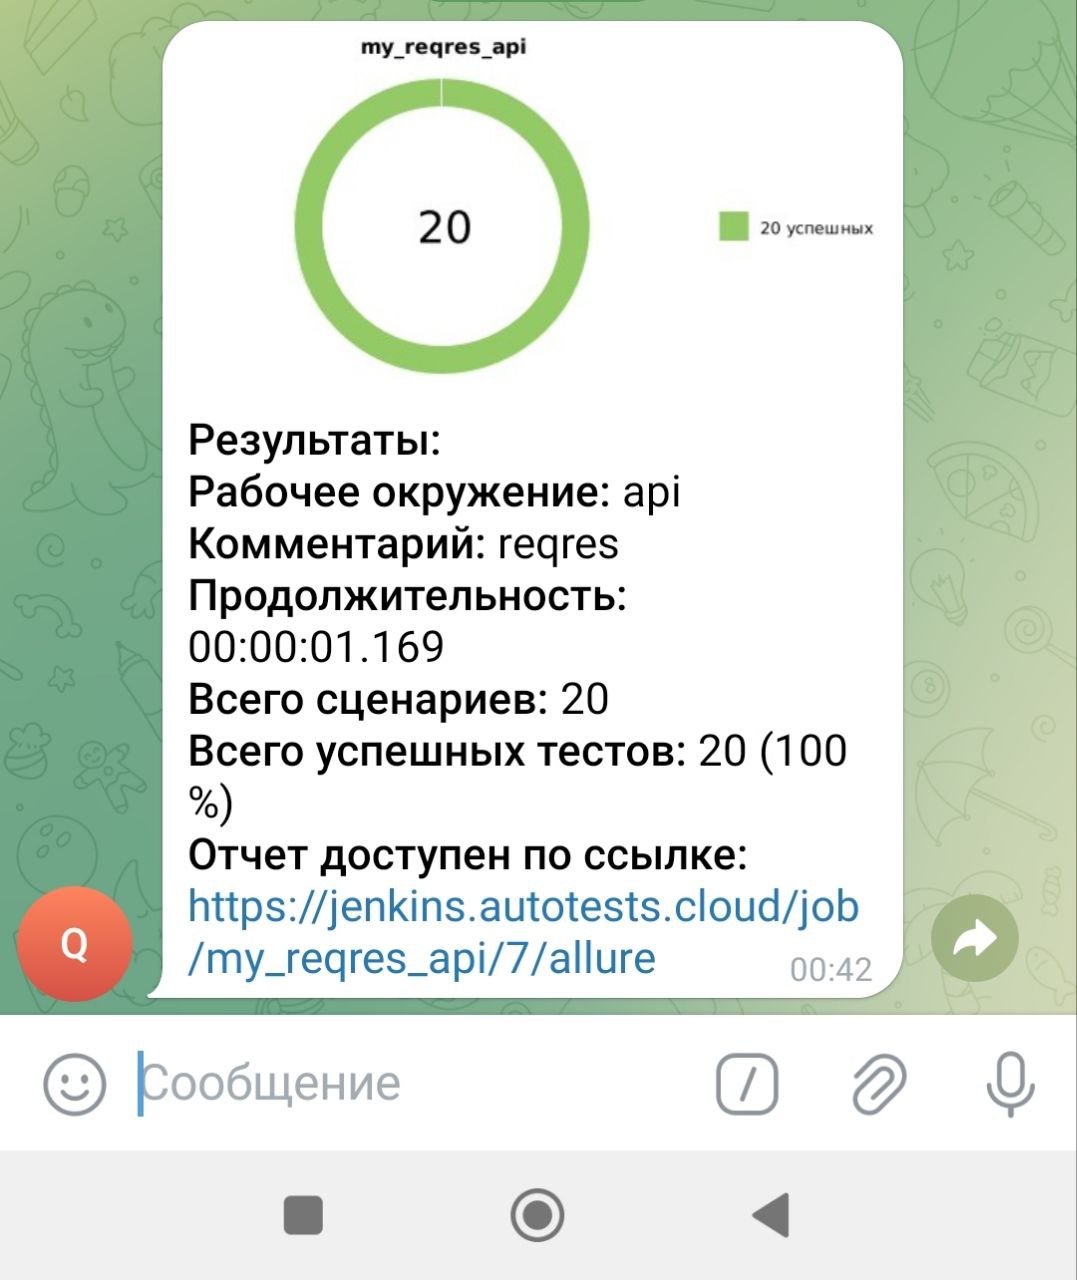 my_reqres_api
20
20 успешных
Результаты:
Рабочее окружение: api
Комментарий: reqres
Продолжительность:
00:00:01.169
Всего сценариев: 20
Всего успешных тестов: 20 (100
%)
Отчет доступен по ссылке:
https://jenkins.autotests.cloud/job
/my_reqres_api/7/allure
00:42
Q
Сообщение